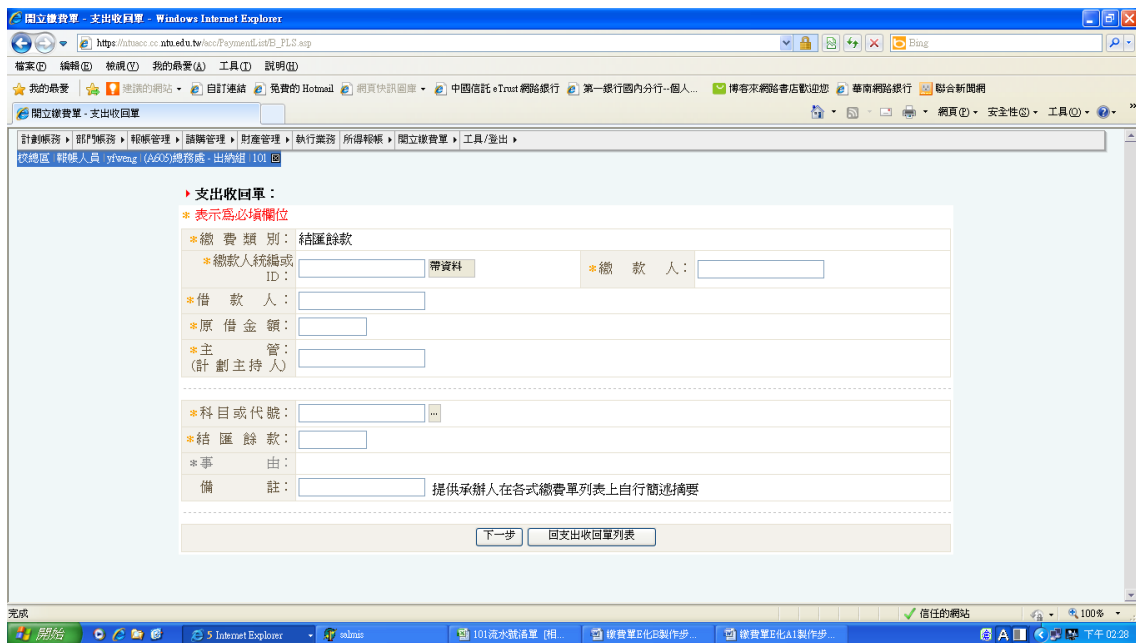 開立繳費單 - 支出收回單 - Windows Internet Explorer
https://ntuacc.cc.ntu.edu.tw/acc/PaymentList/B_PLS.asp
Bing
檔案(F) 編輯(E) 檢視(V) 我的最愛(A) 工具(T) 說明(H)
我的最愛 建議的網站 自訂連結 免費的 Hotmail 網頁快訊圖庫 中國信託 eTrust 網路銀行 第一銀行國內分行--個人... 博客來網路書店歡迎您 華南網路銀行 聯合新聞網
開立繳費單 - 支出收回單
網頁(P) 安全性(S) 工具(O)
計劃帳務 部門帳務 報帳管理 請購管理 財產管理 執行業務 所得報帳 開立繳費單 工具/登出
校總區 | 報帳人員 | yfweng | (A605)總務處 - 出納組 | 101
支出收回單：
* 表示為必填欄位
*繳費類別： 結匯餘款
*繳款人統編或ID： 帶資料 *繳款人：
*借款人：
*原借金額：
*主管：
(計劃主持人)
*科目或代號： ...
*結匯餘款：
*事由：
備註： 提供承辦人在各式繳費單列表上自行簡述摘要
下一步 回支出收回單列表
完成 信任的網站 100%
開始 5 Internet Explorer salmis 101流水號清單 [相... 繳費單E化B製作步... 繳費單E化A1製作步... 下午 02:28